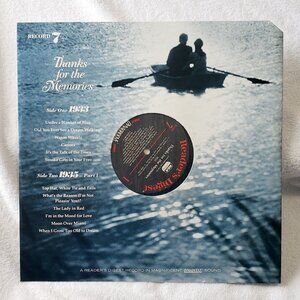 RECORD 7
Thanks
for the
Memories
Side One 1933
Under a Blanket of Blue
Did You Ever See a Dream Walking?
Wagon Wheels
Carioca
It's the Talk of the Town
Smoke Gets in Your Eyes
Side Two 1935 Part 1
Top Hat, White Tie and Tails
What's the Reason (I'm Not
Pleasin' You)?
The Lady in Red
I'm in the Mood for Love
Moon Over Miami
When I Grow Too Old to Dream
Reader's Digest
A READER'S DIGEST RECORD IN MAGNIFICENT SOUND